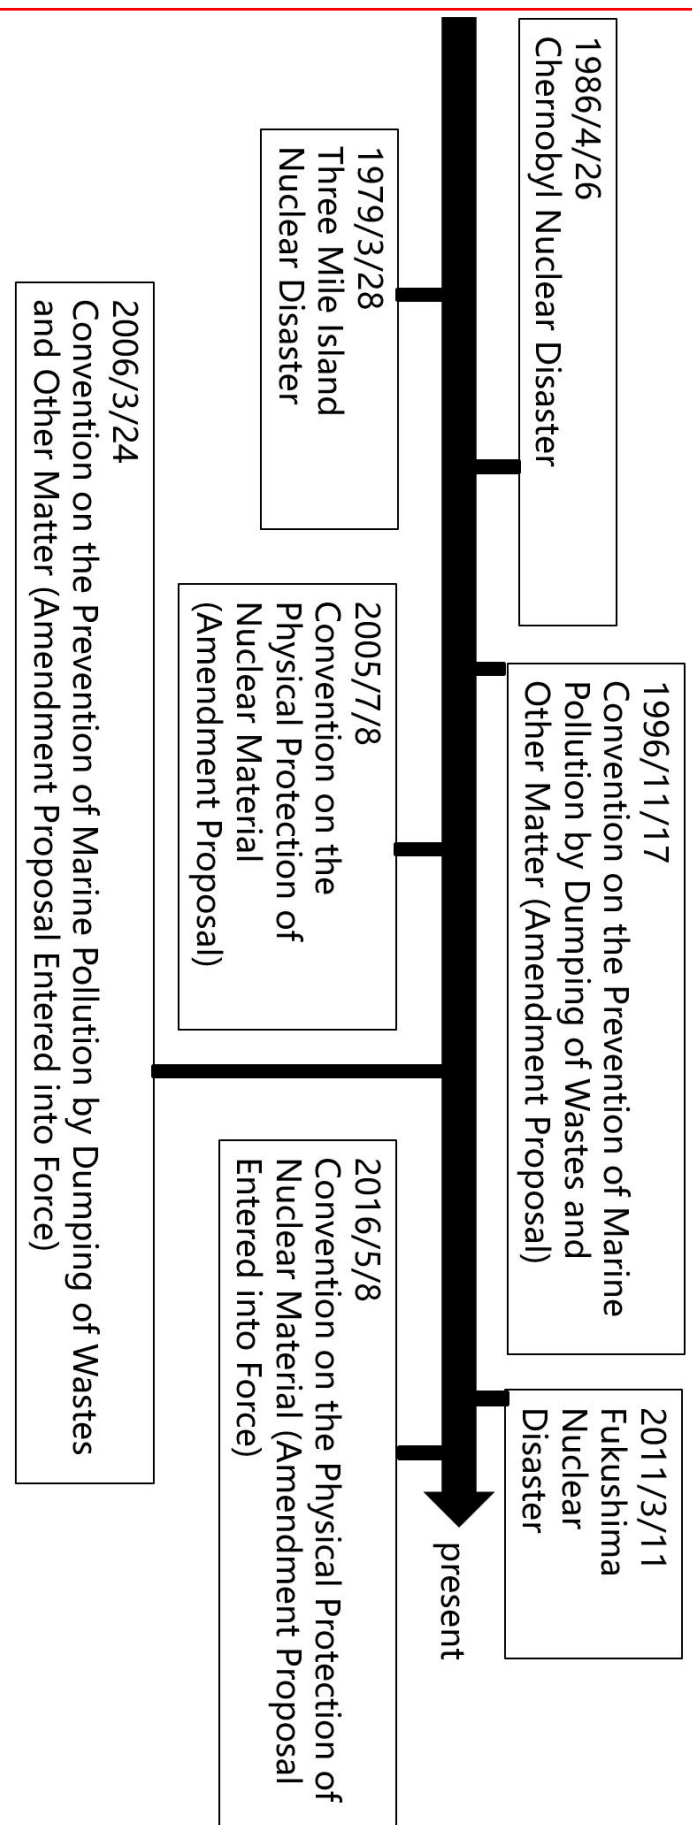 1986/4/26
Chernobyl Nuclear Disaster
1996/11/17
Convention on the Prevention of Marine
Pollution by Dumping of Wastes and
Other Matter (Amendment Proposal)
2011/3/11
Fukushima
Nuclear
Disaster
present
1979/3/28
Three Mile Island
Nuclear Disaster
2005/7/8
Convention on the
Physical Protection of
Nuclear Material
(Amendment Proposal)
2016/5/8
Convention on the Physical Protection of
Nuclear Material (Amendment Proposal
Entered into Force)
2006/3/24
Convention on the Prevention of Marine Pollution by Dumping of Wastes
and Other Matter (Amendment Proposal Entered into Force)